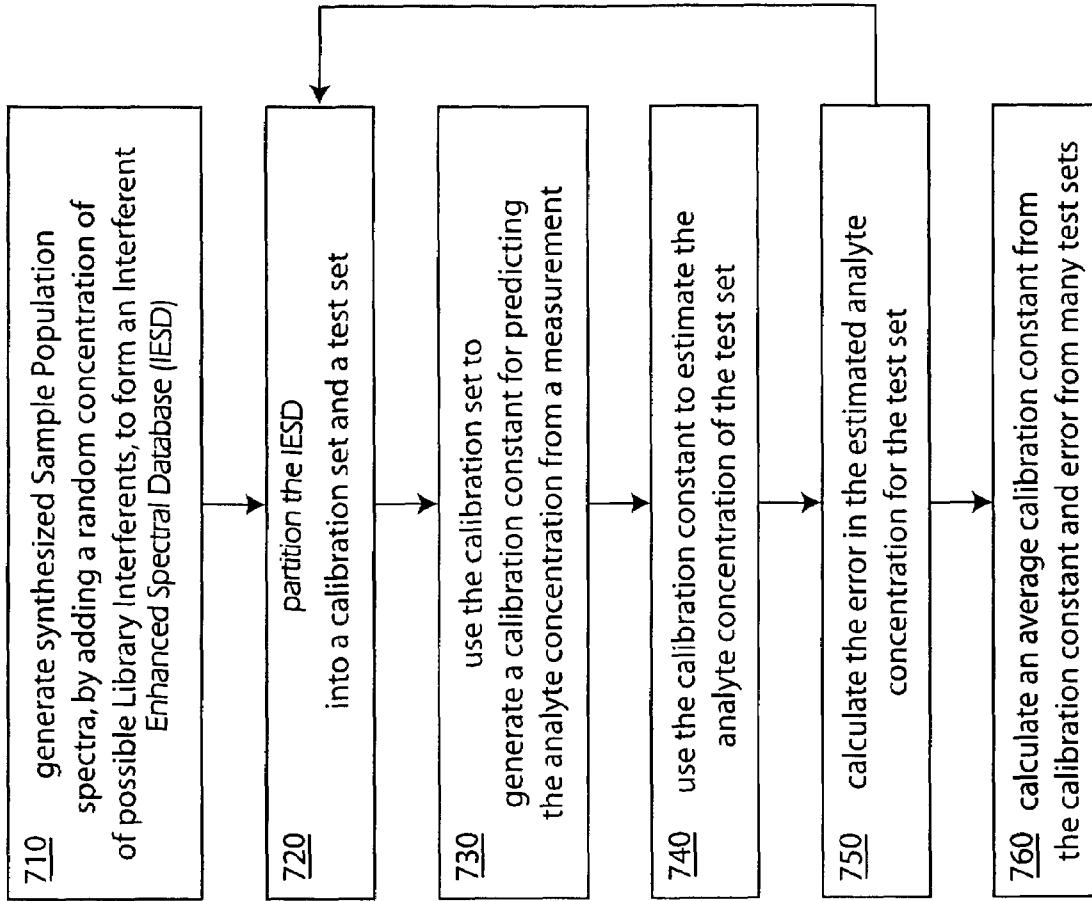 710 generate synthesized Sample Population
spectra, by adding a random concentration of
of possible Library Interferents, to form an Interferent
Enhanced Spectral Database (IESD)
720 partition the IESD
into a calibration set and a test set
730 use the calibration set to
generate a calibration constant for predicting
the analyte concentration from a measurement
740 use the calibration constant to estimate the
analyte concentration of the test set
750 calculate the error in the estimated analyte
concentration for the test set
760 calculate an average calibration constant from
the calibration constant and error from many test sets